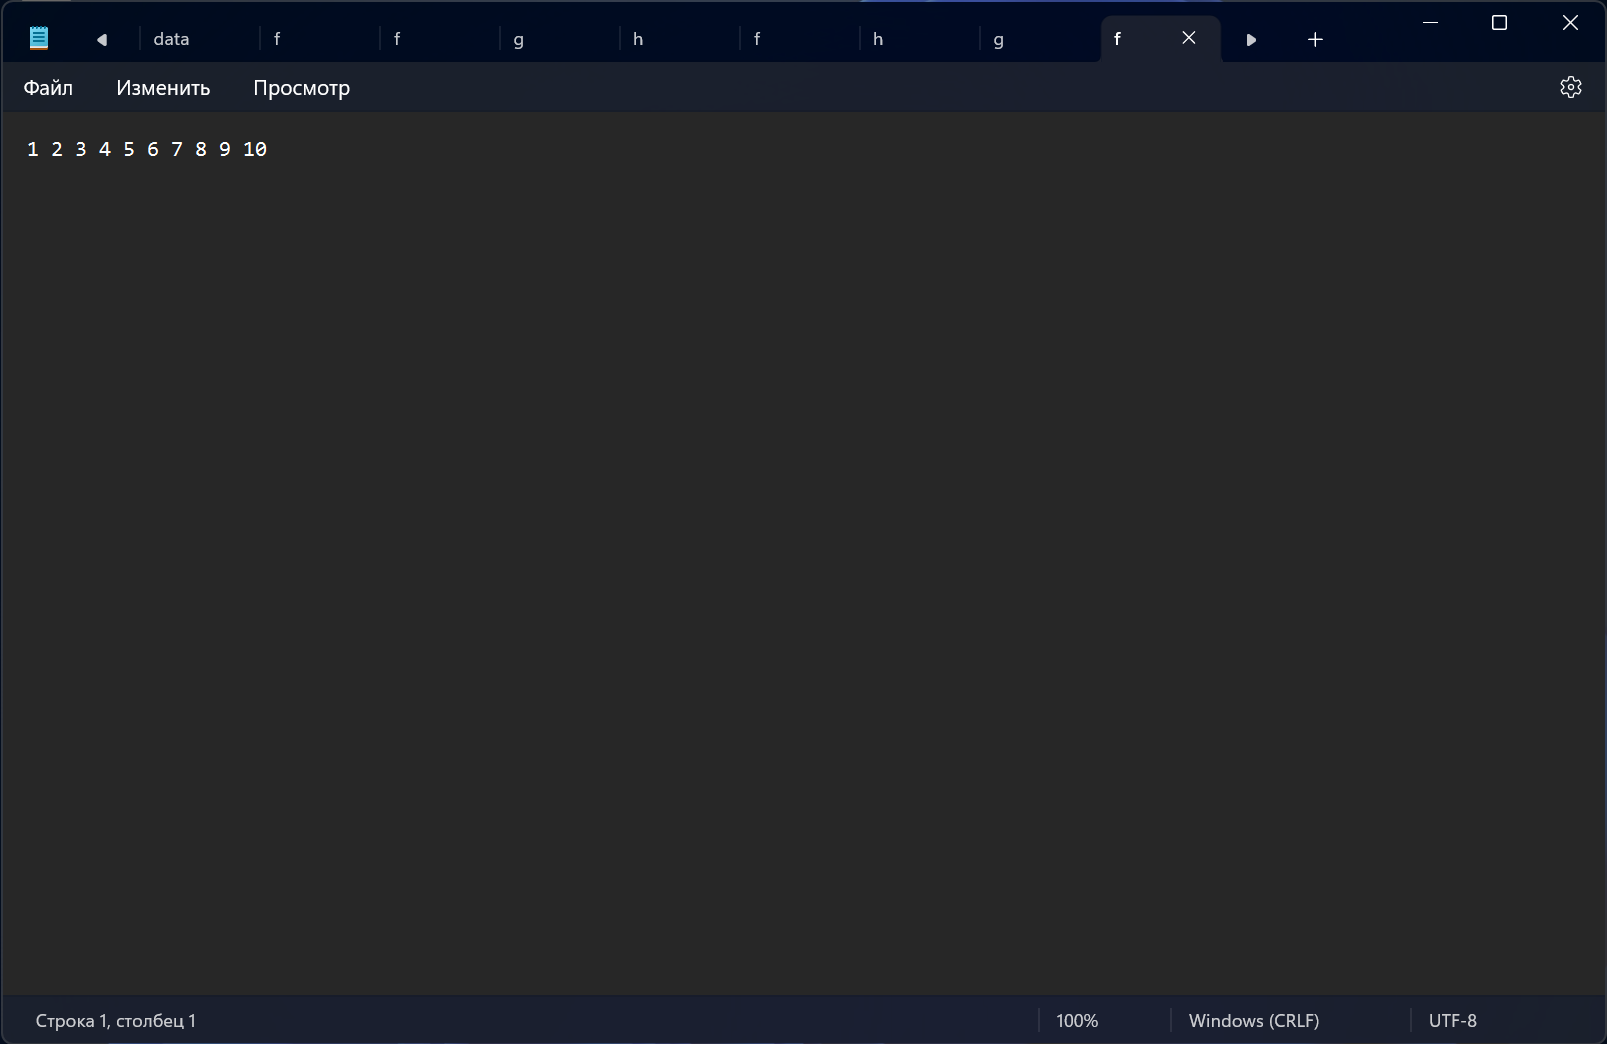 data f f g h f h g f
Файл Изменить Просмотр
1 2 3 4 5 6 7 8 9 10
Строка 1, столбец 1 100% Windows (CRLF) UTF-8